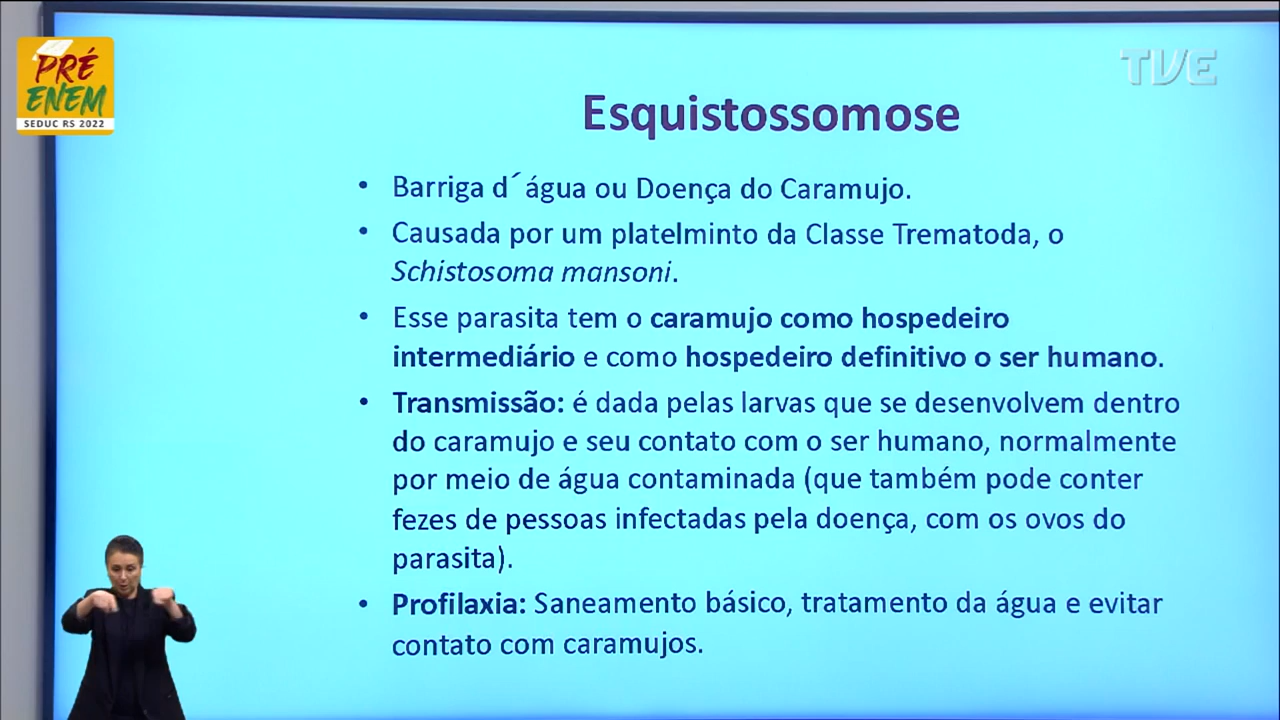 PRÉ
ENEM
SEDUC RS 2022
TVE
Esquistossomose
• Barriga d´água ou Doença do Caramujo.
• Causada por um platelminto da Classe Trematoda, o
Schistosoma mansoni.
• Esse parasita tem o caramujo como hospedeiro
intermediário e como hospedeiro definitivo o ser humano.
• Transmissão: é dada pelas larvas que se desenvolvem dentro
do caramujo e seu contato com o ser humano, normalmente
por meio de água contaminada (que também pode conter
fezes de pessoas infectadas pela doença, com os ovos do
parasita).
• Profilaxia: Saneamento básico, tratamento da água e evitar
contato com caramujos.